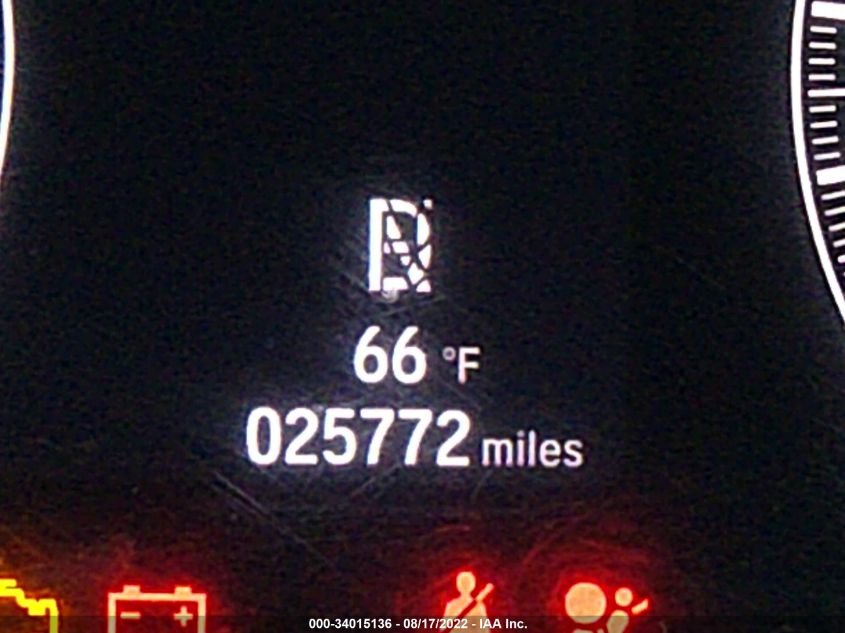 66 °F
025772 miles
000-34015136 - 08/17/2022 - IAA Inc.